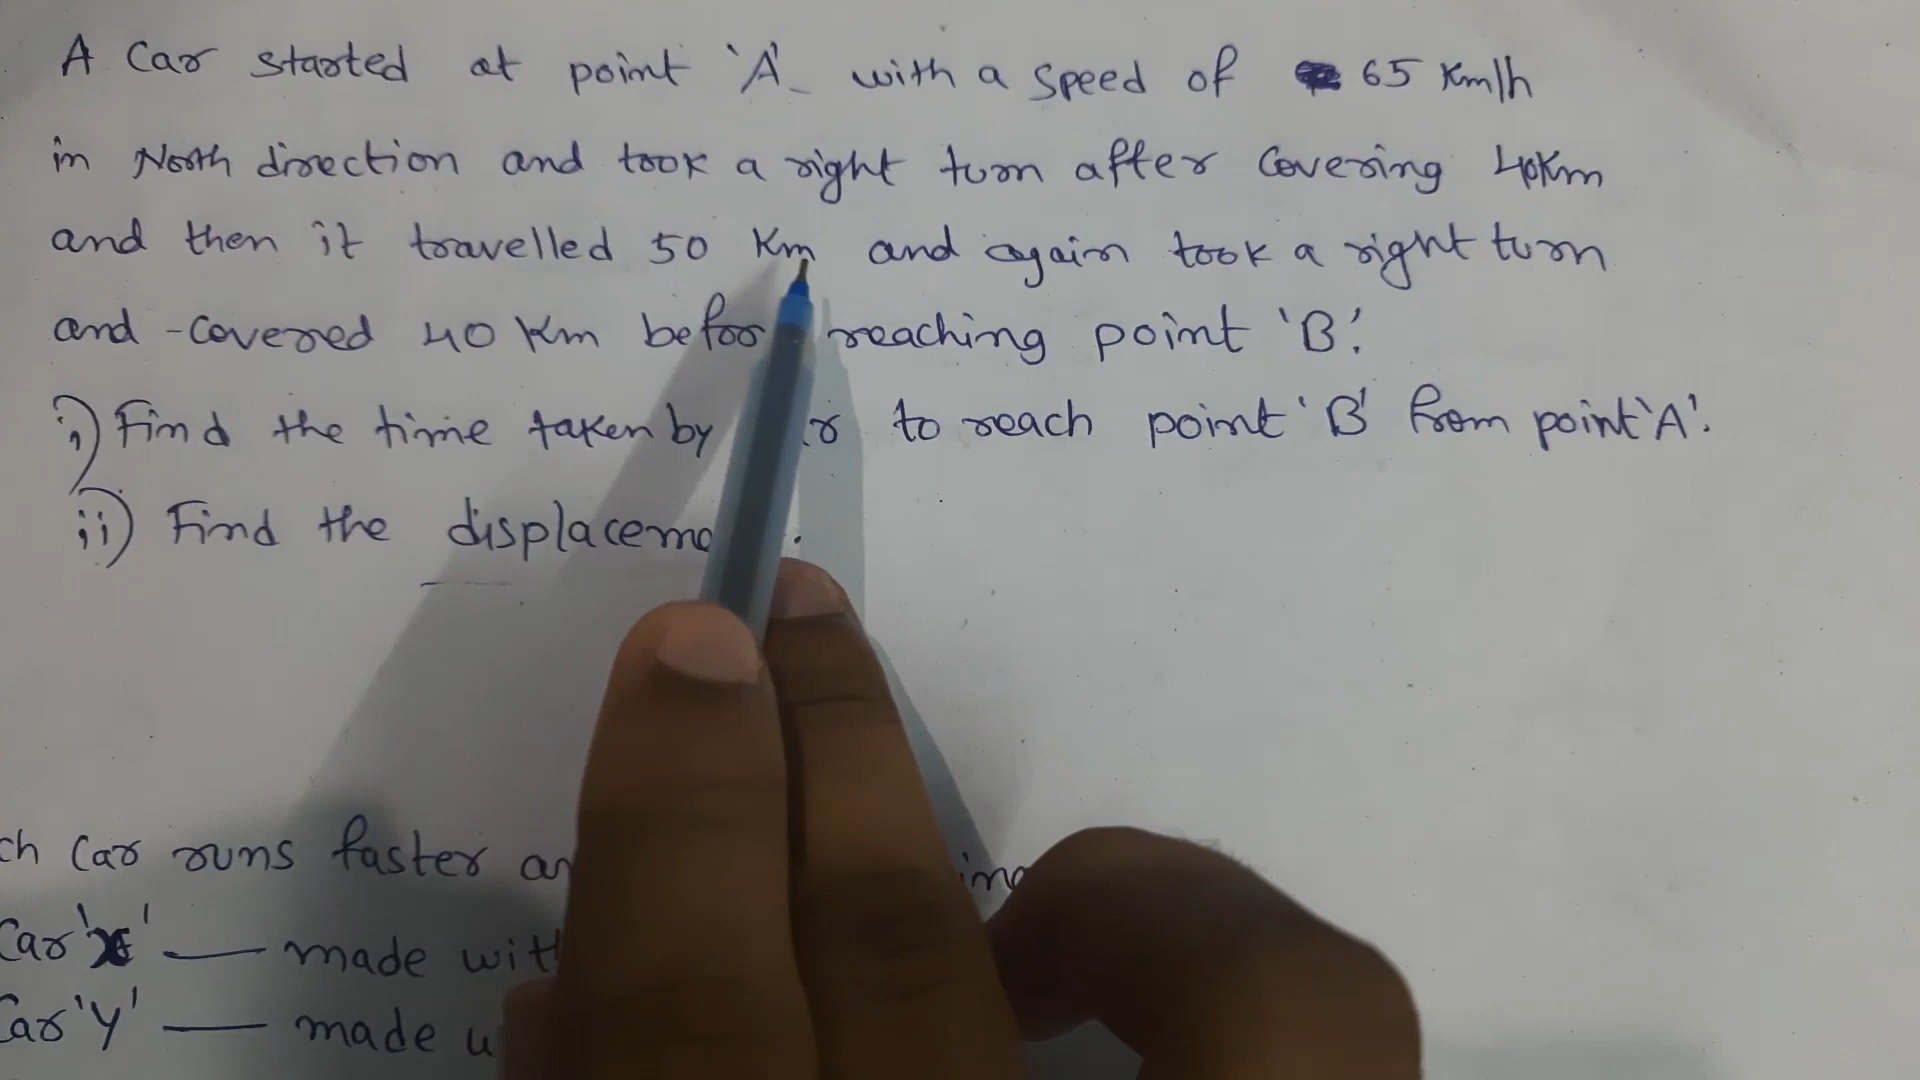 A Car started at point 'A' with a speed of 65 Km/h
in North direction and took a right turn after covering 40Km
and then it travelled 50 Km and again took a right turn
and covered 40 Km before reaching point 'B'.
i) Find the time taken by to reach point 'B' from point 'A'.
ii) Find the
Car runs faster
Car 'X' — made with
Car 'Y' — made